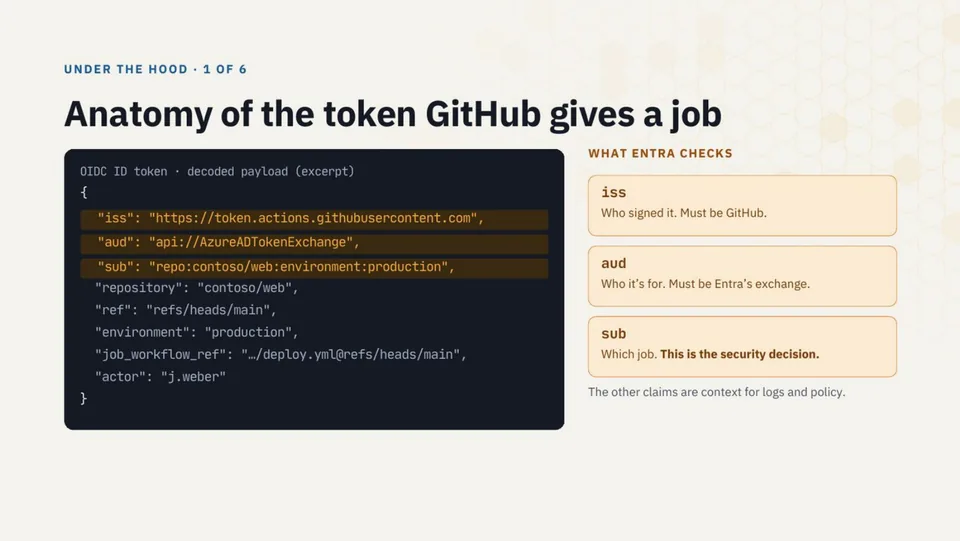 UNDER THE HOOD · 1 OF 6
Anatomy of the token GitHub gives a job
OIDC ID token · decoded payload (excerpt)
{
"iss": "https://token.actions.githubusercontent.com",
"aud": "api://AzureADTokenExchange",
"sub": "repo:contoso/web:environment:production",
"repository": "contoso/web",
"ref": "refs/heads/main",
"environment": "production",
"job_workflow_ref": "…/deploy.yml@refs/heads/main",
"actor": "j.weber"
}
WHAT ENTRA CHECKS
iss
Who signed it. Must be GitHub.
aud
Who it’s for. Must be Entra’s exchange.
sub
Which job. This is the security decision.
The other claims are context for logs and policy.